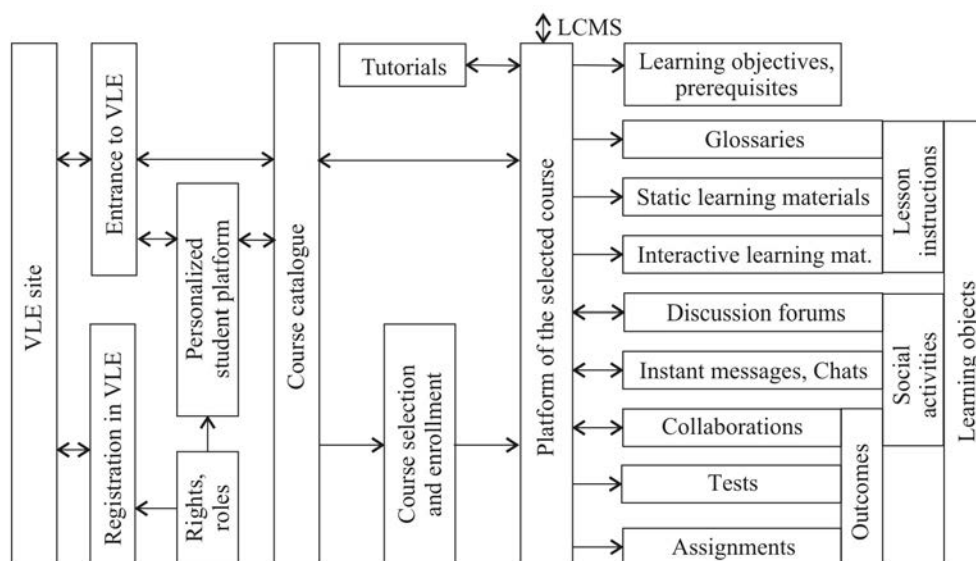 LCMS
VLE site
Entrance to VLE
Registration in VLE
Personalized
student platform
Rights,
roles
Course catalogue
Tutorials
Course selection
and enrollment
Platform of the selected course
Learning objectives,
prerequisites
Glossaries
Static learning materials
Interactive learning mat.
Discussion forums
Instant messages, Chats
Collaborations
Tests
Assignments
Outcomes
Lesson
instructions
Social
activities
Learning objects